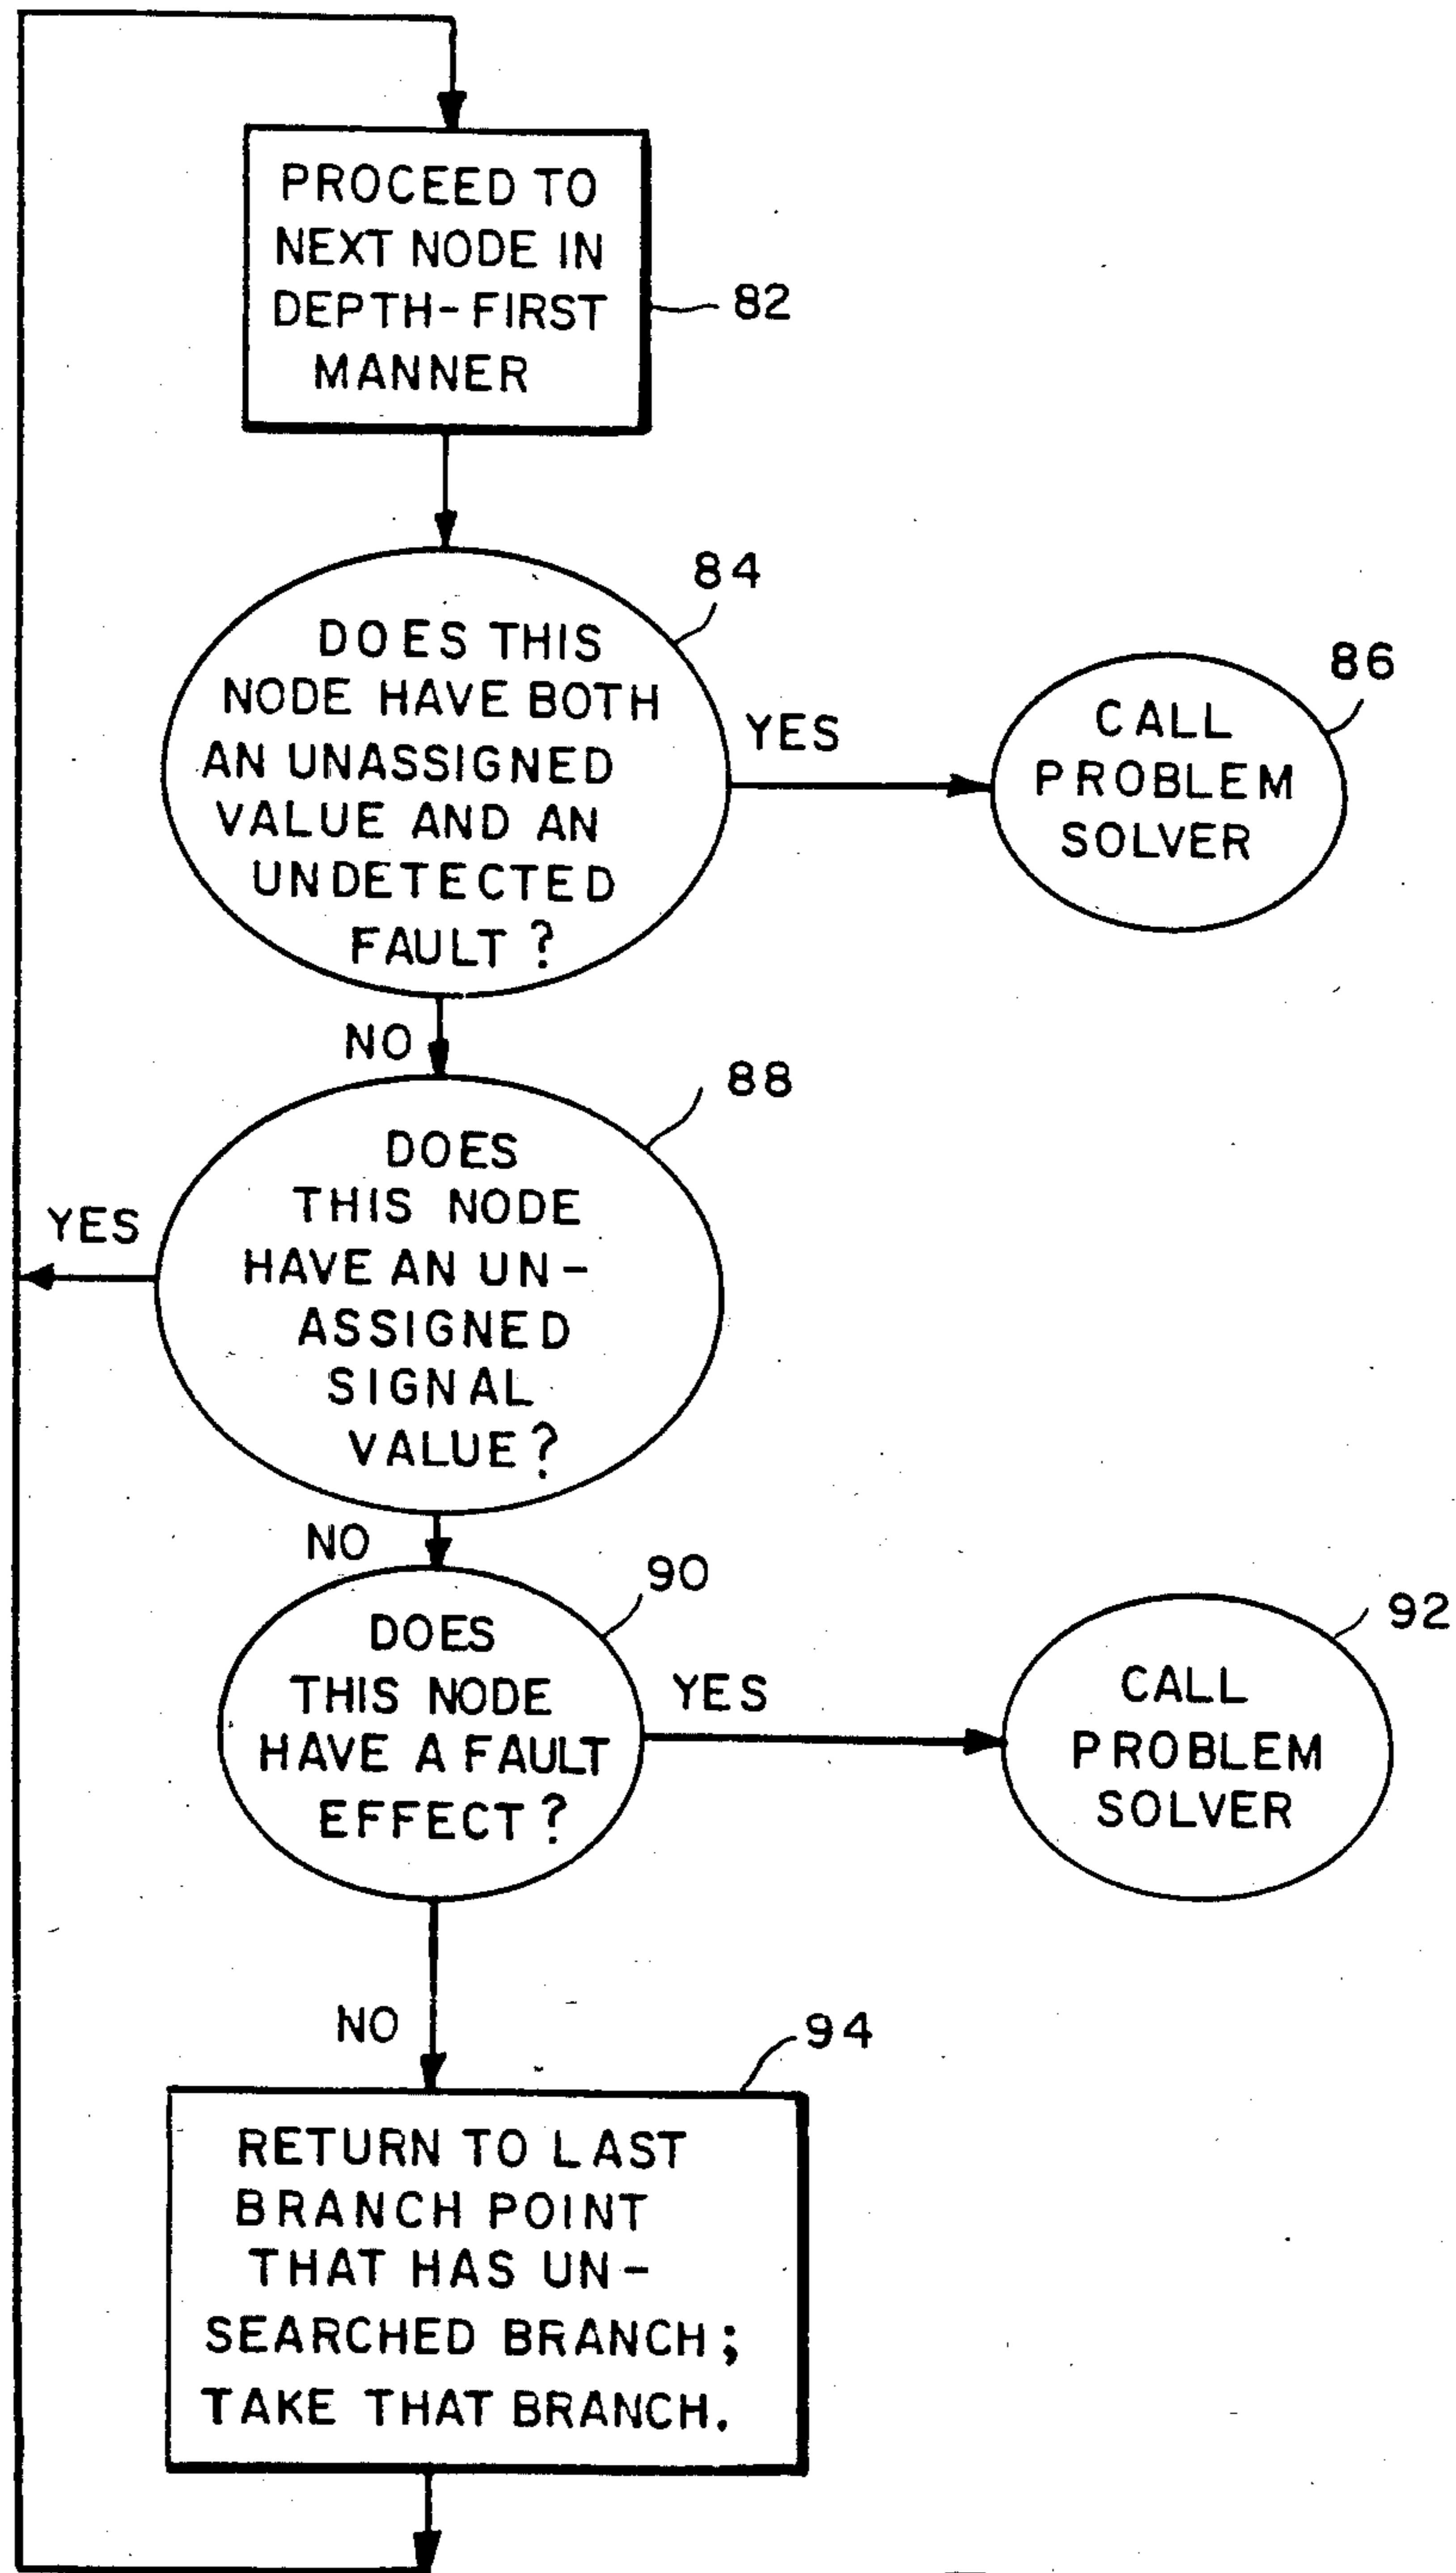 PROCEED TO
NEXT NODE IN
DEPTH-FIRST
MANNER
82
84
DOES THIS
NODE HAVE BOTH
AN UNASSIGNED
VALUE AND AN
UNDETECTED
FAULT?
YES
86
CALL
PROBLEM
SOLVER
NO
88
DOES
THIS NODE
HAVE AN UN-
ASSIGNED
SIGNAL
VALUE?
YES
NO
90
DOES
THIS NODE
HAVE A FAULT
EFFECT?
YES
92
CALL
PROBLEM
SOLVER
NO
94
RETURN TO LAST
BRANCH POINT
THAT HAS UN-
SEARCHED BRANCH;
TAKE THAT BRANCH.